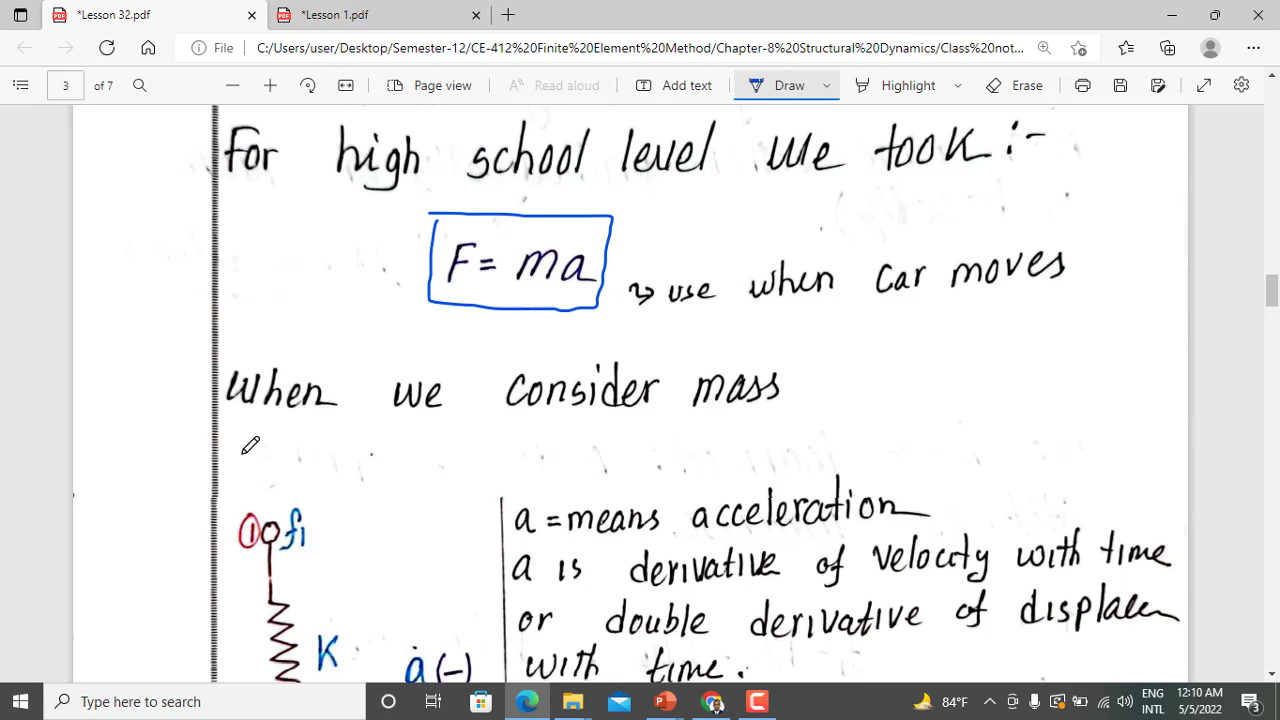 *Lesson 32.pdf
*Lesson 1.pdf
File
C:/Users/user/Desktop/Semester-12/CE-412%20Finite%20Element%20Method/Chapter-8%20Structural%20Dynamics/Class%20not...
3 of 7
Page view
Read aloud
Add text
Draw
Highlight
Erase
For high school level we took :-
F = ma
use when car moves
When we consider mass
1 f1
a = means acceleration
a is derivative of velocity with time
or double derivative of displacem
K a (-) with time.
Type here to search
84°F
ENG
INTL
12:10 AM
5/5/2022
3